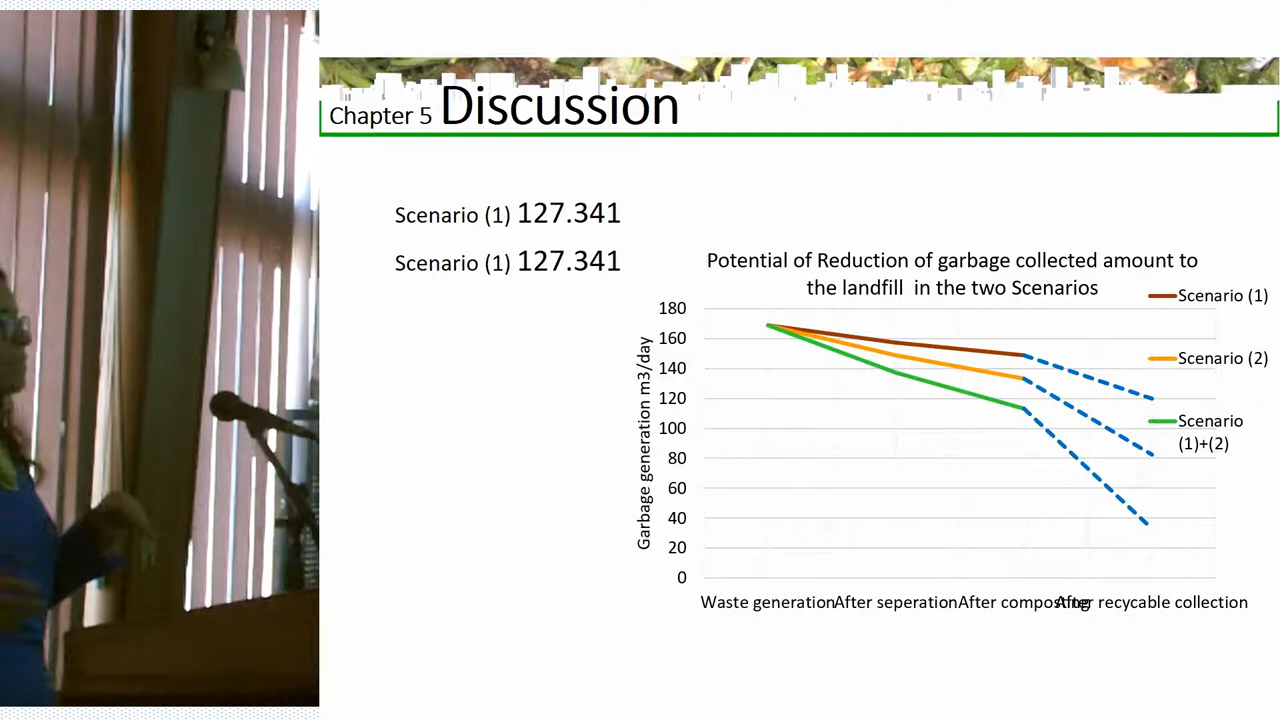 Chapter 5 Discussion
Scenario (1) 127.341
Scenario (1) 127.341
Potential of Reduction of garbage collected amount to
the landfill in the two Scenarios
Scenario (1)
Scenario (2)
Scenario
(1)+(2)
Garbage generation m3/day
180
160
140
120
100
80
60
40
20
0
Waste generation After seperation After composting After recycable collection